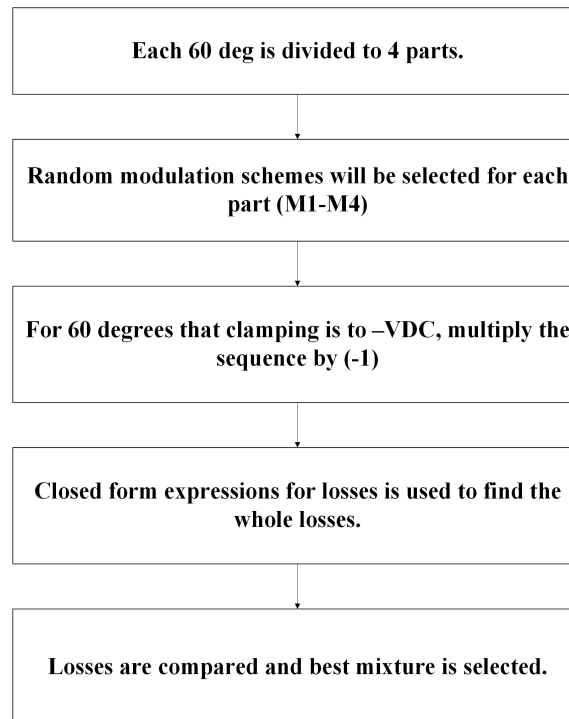 Each 60 deg is divided to 4 parts.
Random modulation schemes will be selected for each
part (M1-M4)
For 60 degrees that clamping is to –VDC, multiply the
sequence by (-1)
Closed form expressions for losses is used to find the
whole losses.
Losses are compared and best mixture is selected.